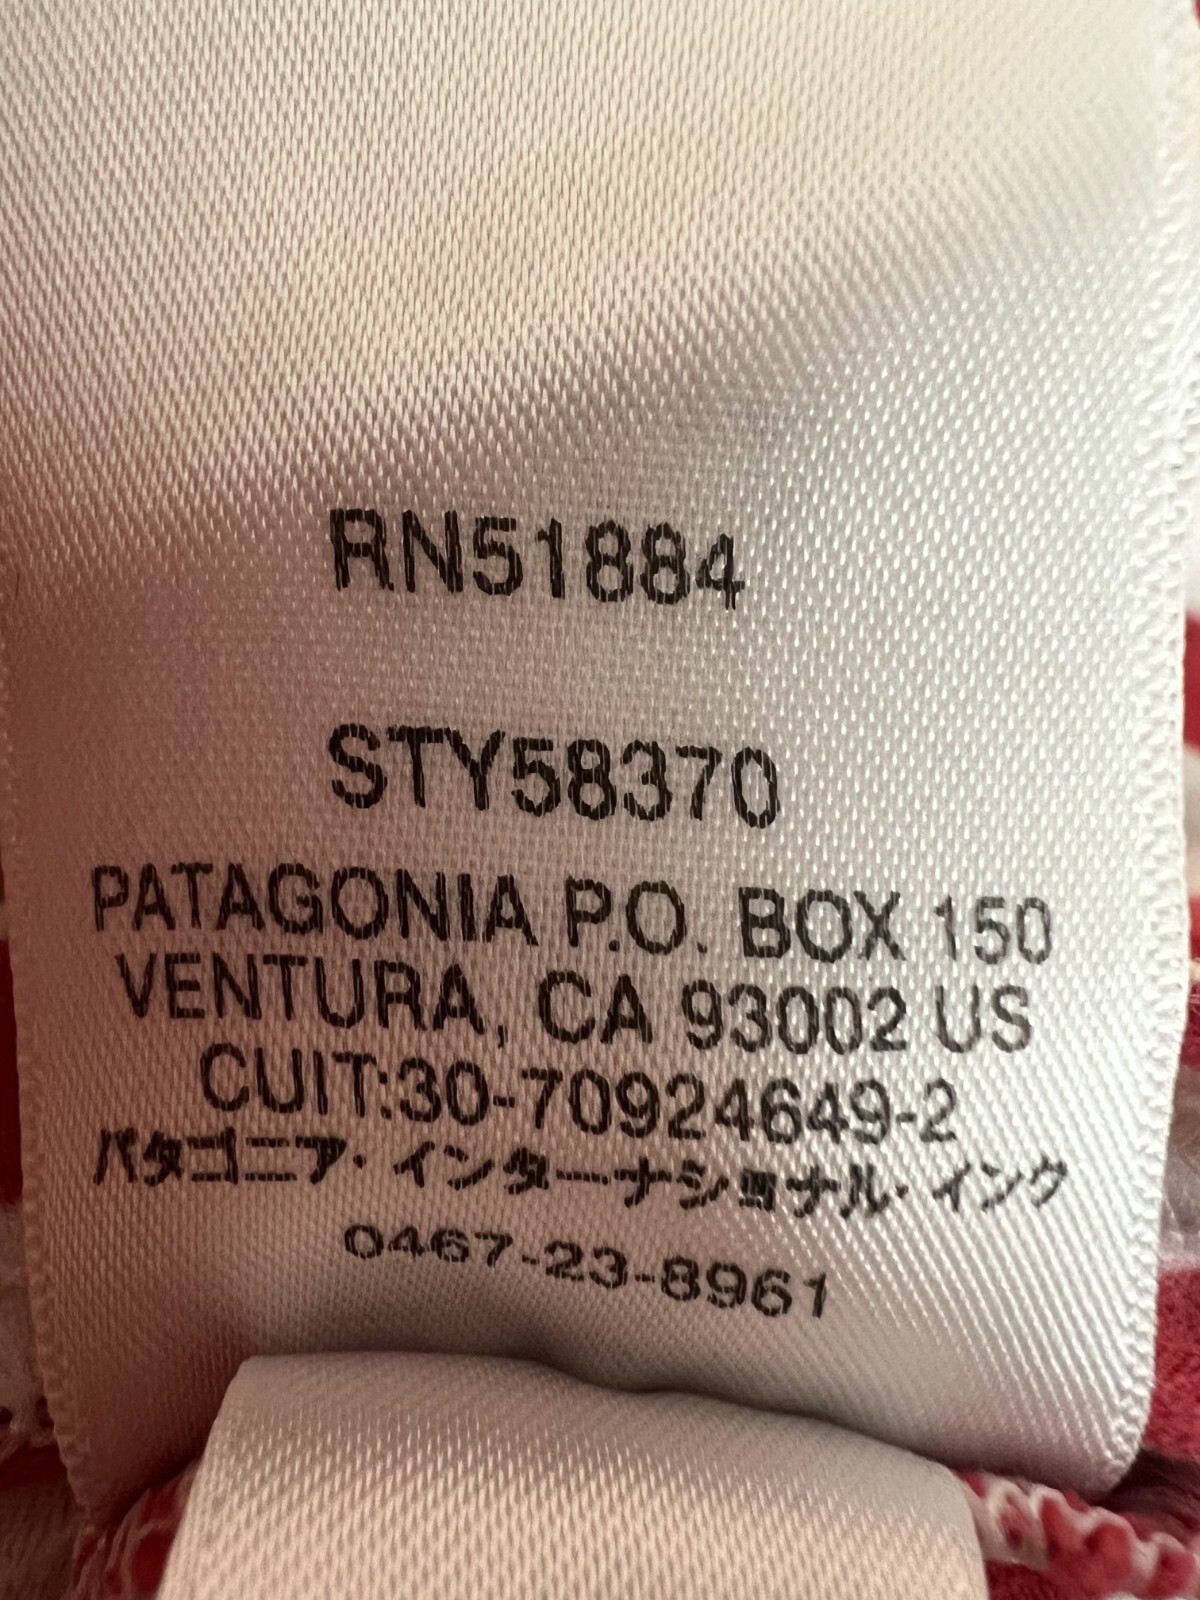 RN51884
STY58370
PATAGONIA P.O. BOX 150
VENTURA, CA 93002 US
CUIT:30-70924649-2
パタゴニア・インターナショナル・インク
0467-23-8961